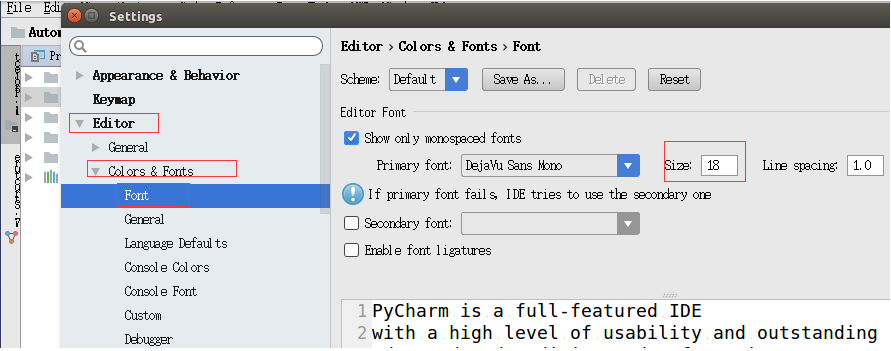 File
Settings
Autom
Pr
Appearance & Behavior
Keymap
Editor
General
Colors & Fonts
Font
General
Language Defaults
Console Colors
Console Font
Custom
Debugger
Editor › Colors & Fonts › Font
Scheme: Default Save As... Delete Reset
Editor Font
Show only monospaced fonts
Primary font: DejaVu Sans Mono Size: 18 Line spacing: 1.0
If primary font fails, IDE tries to use the secondary one
Secondary font:
Enable font ligatures
1 PyCharm is a full-featured IDE
2 with a high level of usability and outstanding